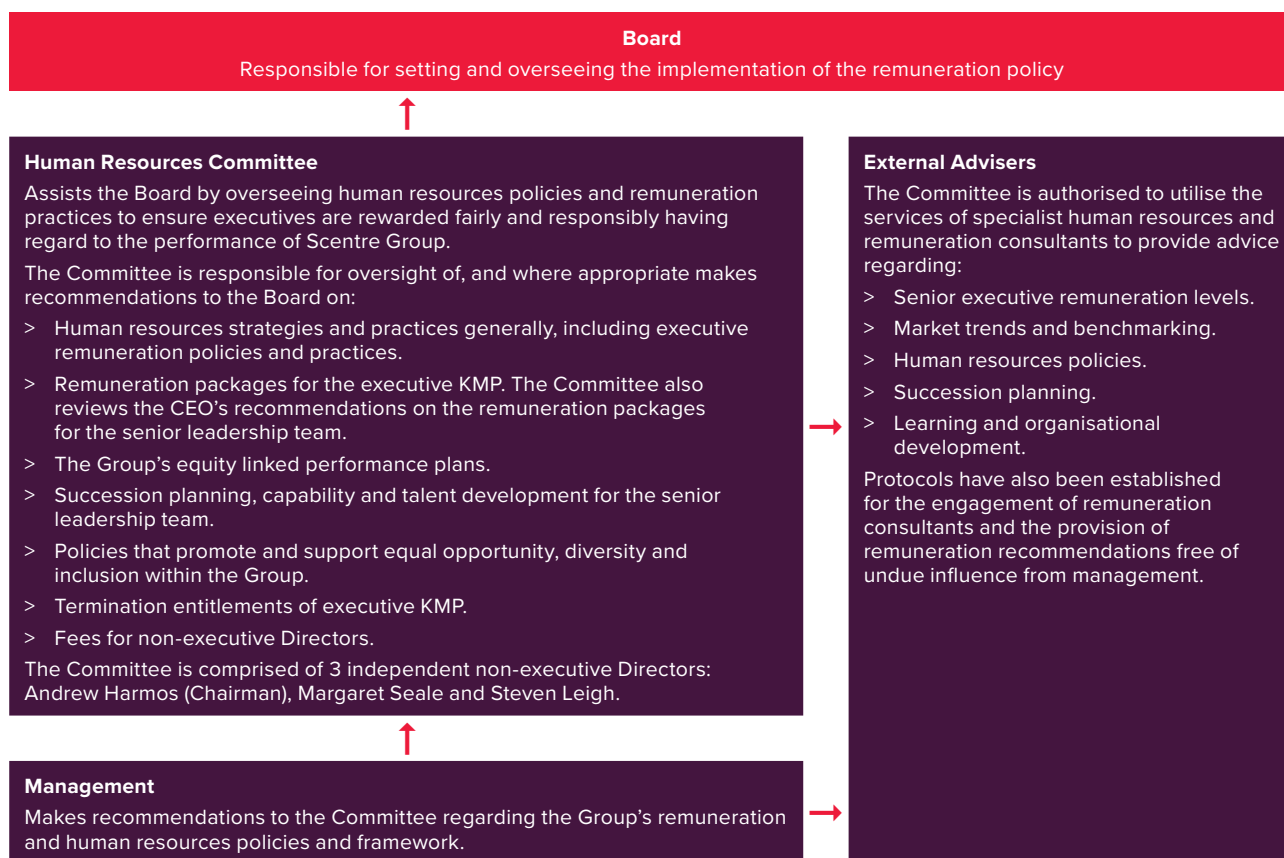 Board
Responsible for setting and overseeing the implementation of the remuneration policy
Human Resources Committee
Assists the Board by overseeing human resources policies and remuneration
practices to ensure executives are rewarded fairly and responsibly having
regard to the performance of Scentre Group.
The Committee is responsible for oversight of, and where appropriate makes
recommendations to the Board on:
> Human resources strategies and practices generally, including executive
remuneration policies and practices.
> Remuneration packages for the executive KMP. The Committee also
reviews the CEO's recommendations on the remuneration packages
for the senior leadership team.
> The Group's equity linked performance plans.
> Succession planning, capability and talent development for the senior
leadership team.
> Policies that promote and support equal opportunity, diversity and
inclusion within the Group.
> Termination entitlements of executive KMP.
> Fees for non-executive Directors.
The Committee is comprised of 3 independent non-executive Directors:
Andrew Harmos (Chairman), Margaret Seale and Steven Leigh.
External Advisers
The Committee is authorised to utilise the
services of specialist human resources and
remuneration consultants to provide advice
regarding:
> Senior executive remuneration levels.
> Market trends and benchmarking.
> Human resources policies.
> Succession planning.
> Learning and organisational
development.
Protocols have also been established
for the engagement of remuneration
consultants and the provision of
remuneration recommendations free of
undue influence from management.
Management
Makes recommendations to the Committee regarding the Group's remuneration
and human resources policies and framework.